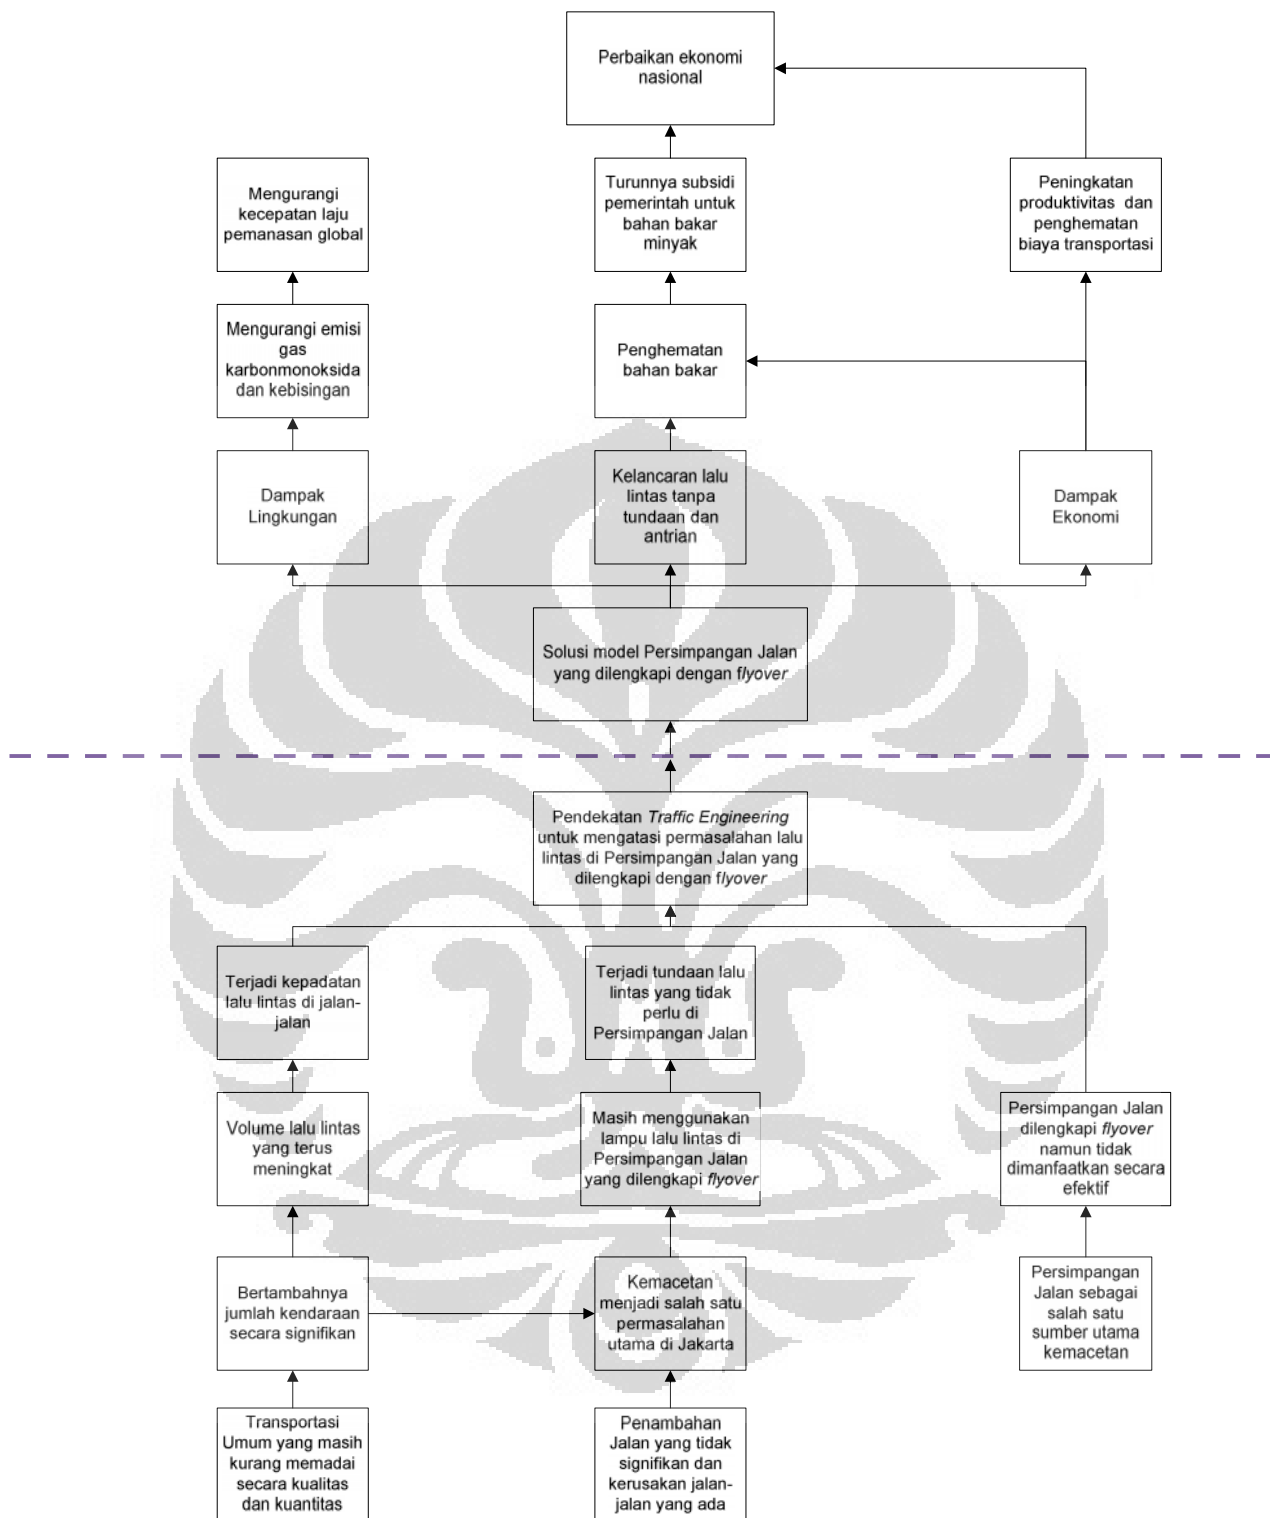 Perbaikan ekonomi
nasional
Mengurangi
kecepatan laju
pemanasan global
Turunnya subsidi
pemerintah untuk
bahan bakar
minyak
Peningkatan
produktivitas dan
penghematan
biaya transportasi
Mengurangi emisi
gas
karbonmonoksida
dan kebisingan
Penghematan
bahan bakar
Dampak
Lingkungan
Kelancaran lalu
lintas tanpa
tundaan dan
antrian
Dampak
Ekonomi
Solusi model Persimpangan Jalan
yang dilengkapi dengan flyover
Pendekatan Traffic Engineering
untuk mengatasi permasalahan lalu
lintas di Persimpangan Jalan yang
dilengkapi dengan flyover
Terjadi kepadatan
lalu lintas di jalan-
jalan
Terjadi tundaan lalu
lintas yang tidak
perlu di
Persimpangan Jalan
Volume lalu lintas
yang terus
meningkat
Masih menggunakan
lampu lalu lintas di
Persimpangan Jalan
yang dilengkapi flyover
Persimpangan Jalan
dilengkapi flyover
namun tidak
dimanfaatkan secara
efektif
Bertambahnya
jumlah kendaraan
secara signifikan
Kemacetan
menjadi salah satu
permasalahan
utama di Jakarta
Persimpangan
Jalan sebagai
salah satu
sumber utama
kemacetan
Transportasi
Umum yang masih
kurang memadai
secara kualitas
dan kuantitas
Penambahan
Jalan yang tidak
signifikan dan
kerusakan jalan-
jalan yang ada